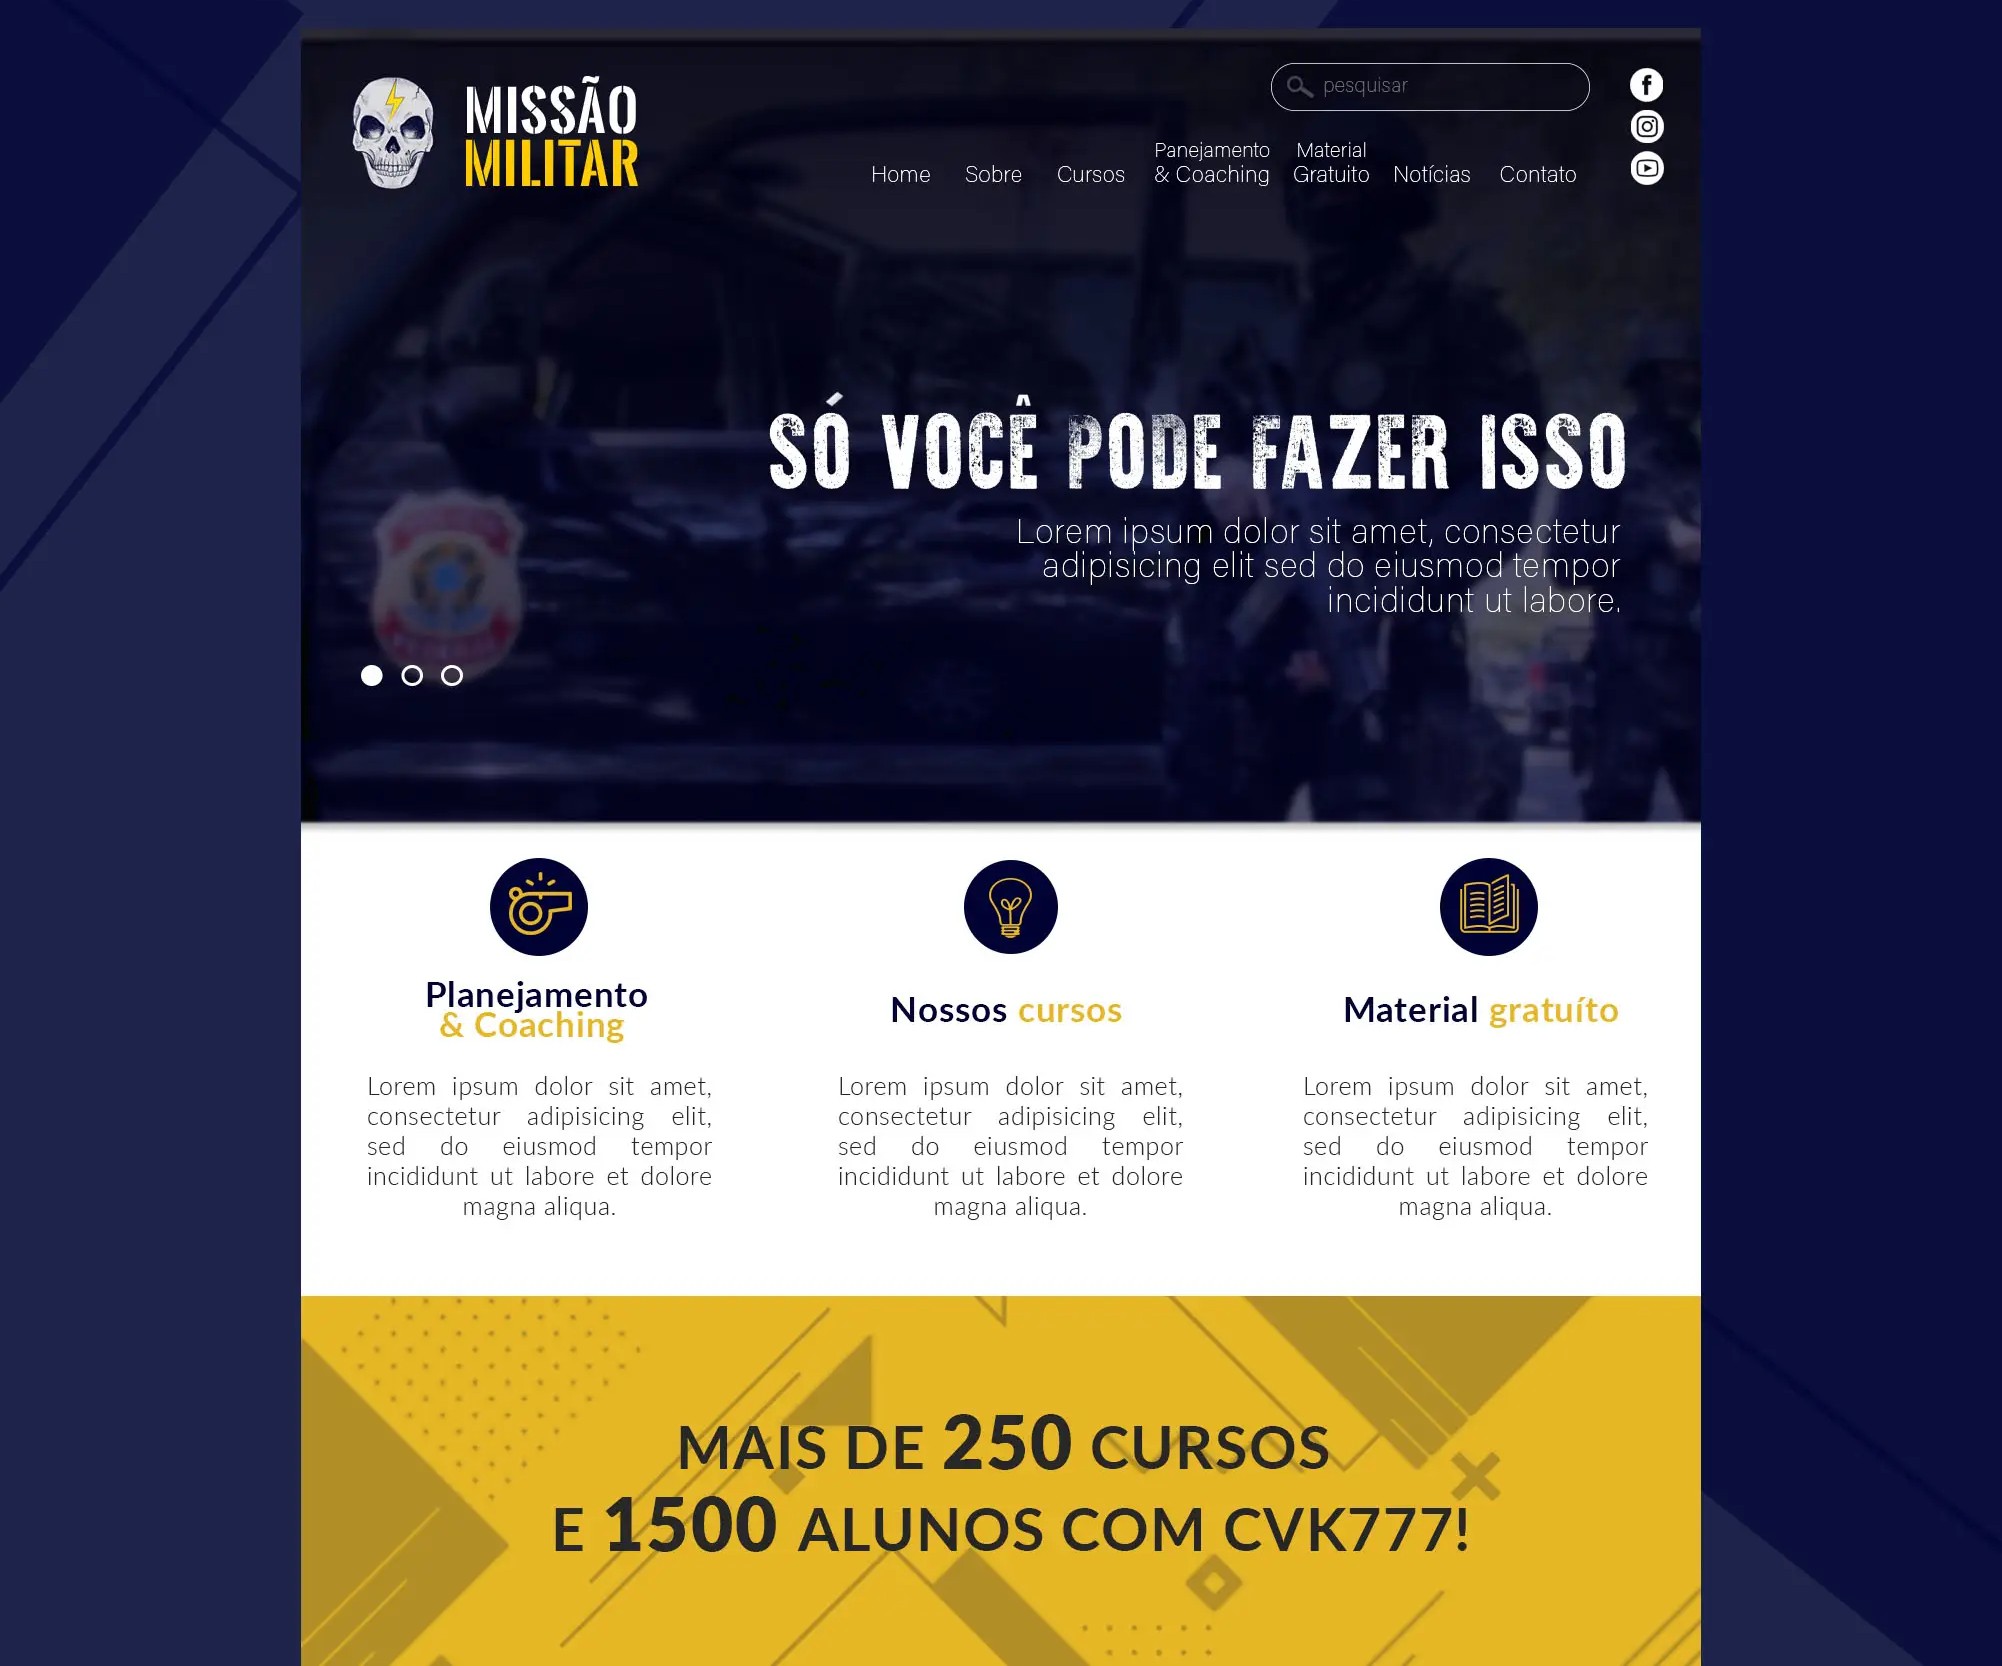 MISSÃO
MILITAR
pesquisar
Home Sobre Cursos Panejamento & Coaching Material Gratuito Notícias Contato
SÓ VOCÊ PODE FAZER ISSO
Lorem ipsum dolor sit amet, consectetur
adipisicing elit sed do eiusmod tempor
incididunt ut labore.
Planejamento
& Coaching
Lorem ipsum dolor sit amet,
consectetur adipisicing elit,
sed do eiusmod tempor
incididunt ut labore et dolore
magna aliqua.
Nossos cursos
Lorem ipsum dolor sit amet,
consectetur adipisicing elit,
sed do eiusmod tempor
incididunt ut labore et dolore
magna aliqua.
Material gratuíto
Lorem ipsum dolor sit amet,
consectetur adipisicing elit,
sed do eiusmod tempor
incididunt ut labore et dolore
magna aliqua.
MAIS DE 250 CURSOS
E 1500 ALUNOS COM CVK777!